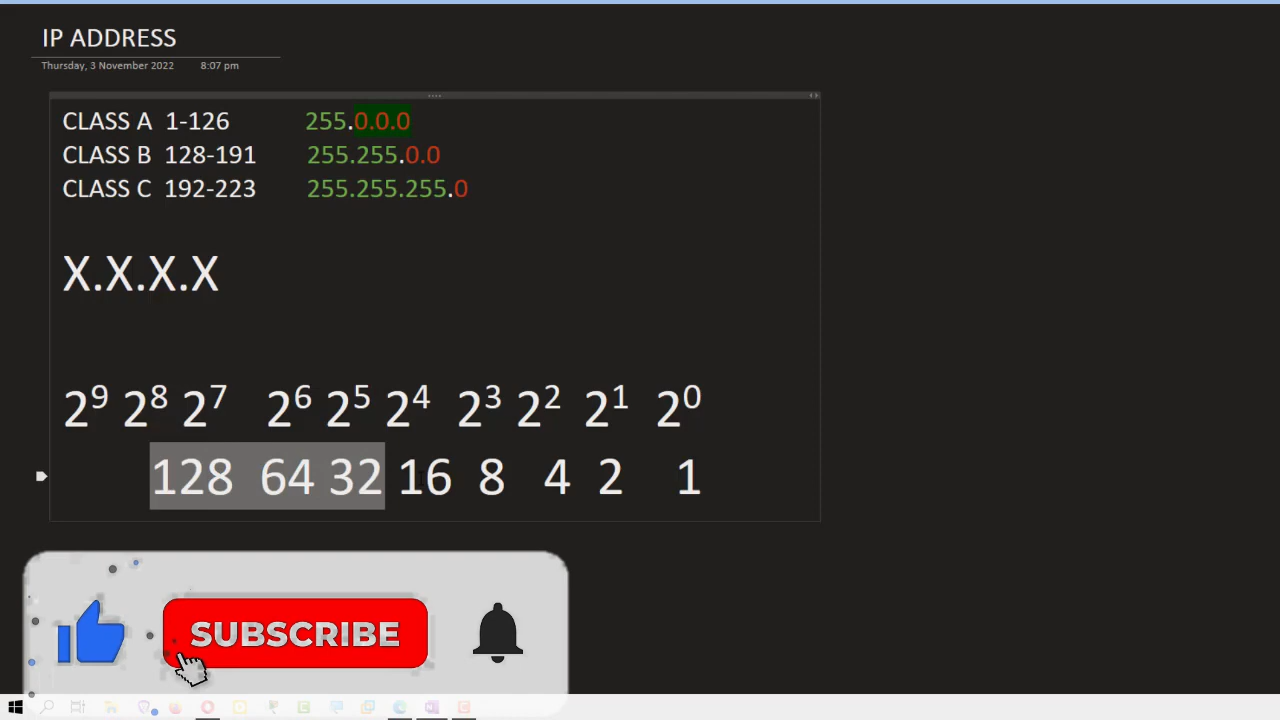 IP ADDRESS
Thursday, 3 November 2022 8:07 pm
CLASS A 1-126 255.0.0.0
CLASS B 128-191 255.255.0.0
CLASS C 192-223 255.255.255.0
X.X.X.X
2⁹ 2⁸ 2⁷ 2⁶ 2⁵ 2⁴ 2³ 2² 2¹ 2⁰
128 64 32 16 8 4 2 1
SUBSCRIBE